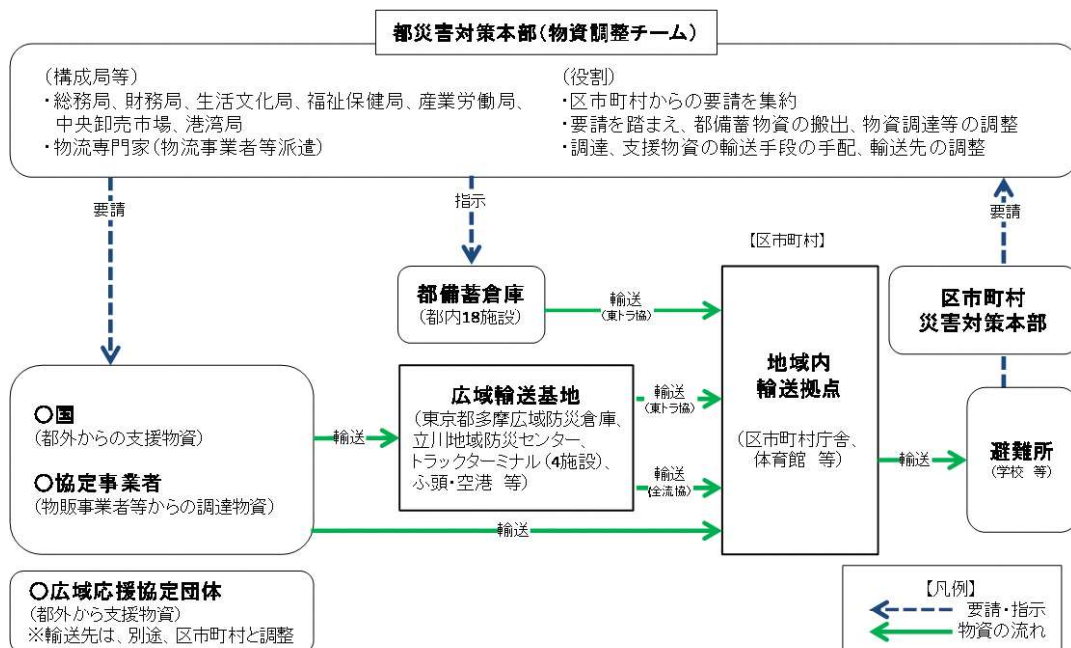 都災害対策本部(物資調整チーム)
(構成局等)
・総務局、財務局、生活文化局、福祉保健局、産業労働局、
中央卸売市場、港湾局
・物流専門家(物流事業者等派遣)
(役割)
・区市町村からの要請を集約
・要請を踏まえ、都備蓄物資の搬出、物資調達等の調整
・調達、支援物資の輸送手段の手配、輸送先の調整
要請
指示
要請
【区市町村】
都備蓄倉庫
(都内18施設)
輸送
(東トラ協)
区市町村
災害対策本部
広域輸送基地
(東京都多摩広域防災倉庫、
立川地域防災センター、
トラックターミナル(4施設)、
ふ頭・空港 等)
輸送
(東トラ協)
輸送
(全流協)
地域内
輸送拠点
(区市町村庁舎、
体育館 等)
〇国
(都外からの支援物資)
〇協定事業者
(物販事業者等からの調達物資)
輸送
輸送
輸送
避難所
(学校 等)
〇広域応援協定団体
(都外から支援物資)
※輸送先は、別途、区市町村と調整
【凡例】
要請・指示
物資の流れ